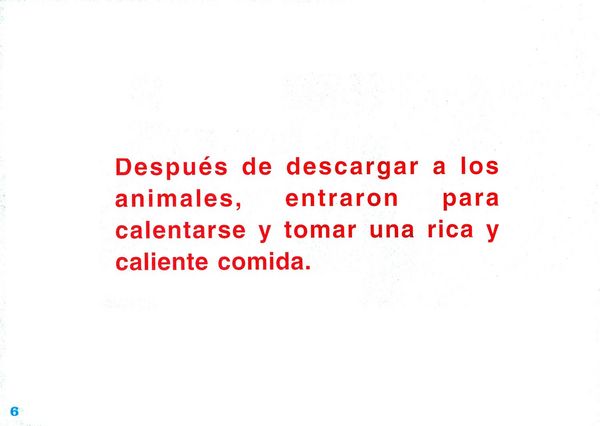 Después de descargar a los
animales, entraron para
calentarse y tomar una rica y
caliente comida.
6